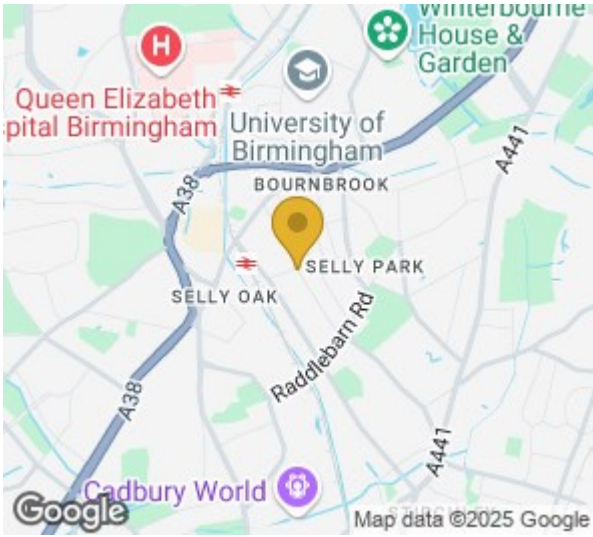 Winterbourne
House &
Garden
H
Queen Elizabeth
spital Birmingham
University of
Birmingham
A441
A38
BOURNBROOK
SELLY PARK
SELLY OAK
Raddlebarn Rd
A38
A441
Cadbury World
Google
Map data ©2025 Google